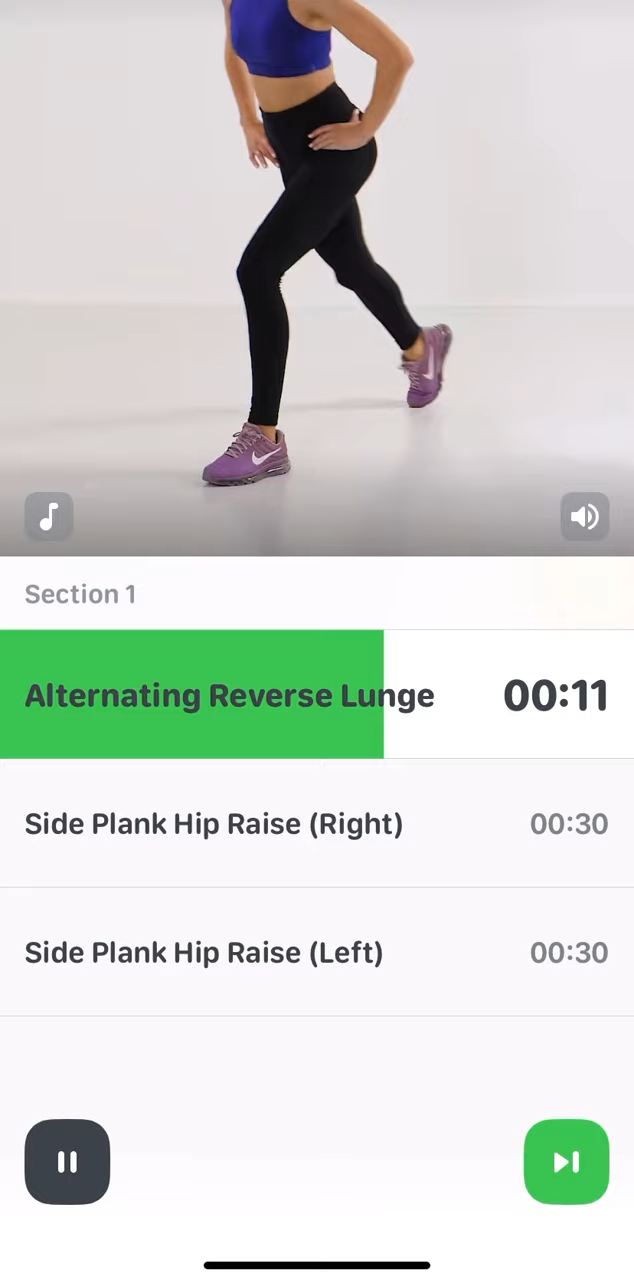 Section 1
Alternating Reverse Lunge 00:11
Side Plank Hip Raise (Right) 00:30
Side Plank Hip Raise (Left) 00:30